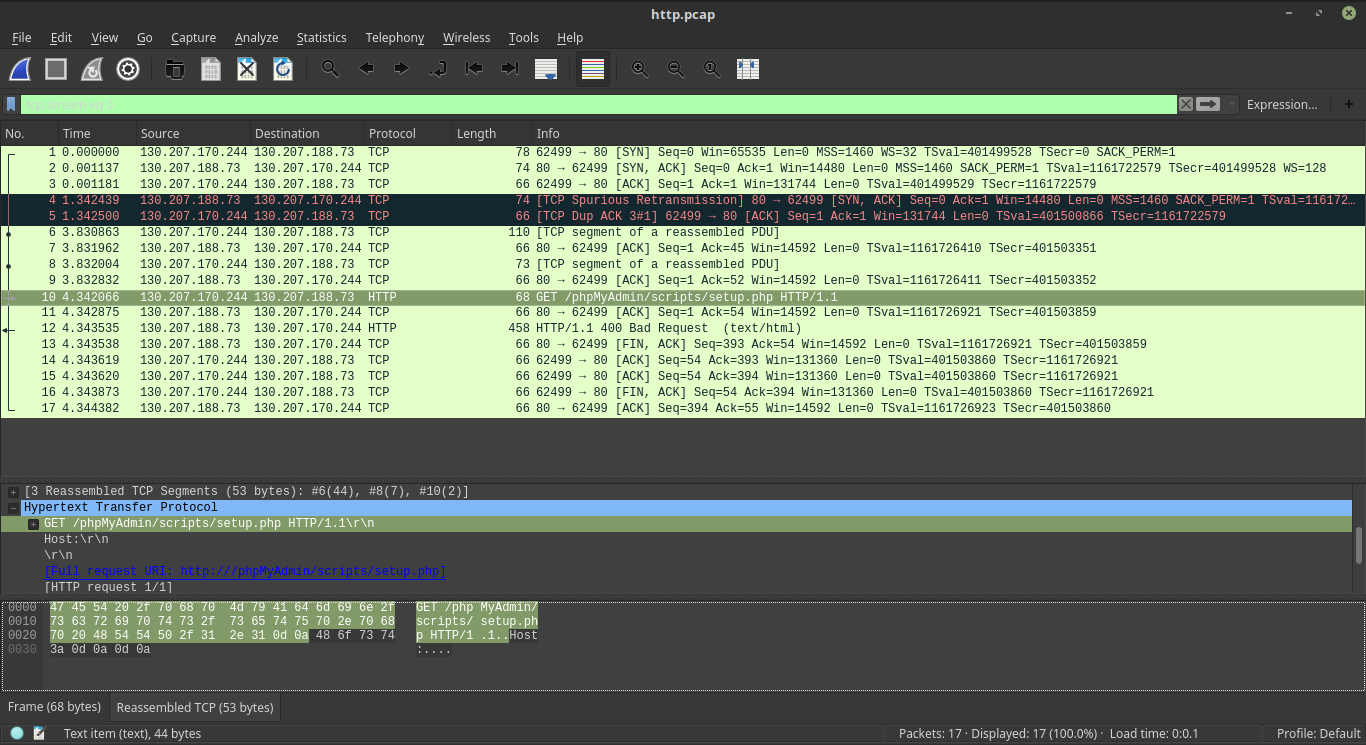 http.pcap
File Edit View Go Capture Analyze Statistics Telephony Wireless Tools Help
tcp.stream eq 0 Expression... +
No. Time Source Destination Protocol Length Info
1 0.000000 130.207.170.244 130.207.188.73 TCP 78 62499 → 80 [SYN] Seq=0 Win=65535 Len=0 MSS=1460 WS=32 TSval=401499528 TSecr=0 SACK_PERM=1
2 0.001137 130.207.188.73 130.207.170.244 TCP 74 80 → 62499 [SYN, ACK] Seq=0 Ack=1 Win=14480 Len=0 MSS=1460 SACK_PERM=1 TSval=1161722579 TSecr=401499528 WS=128
3 0.001181 130.207.170.244 130.207.188.73 TCP 66 62499 → 80 [ACK] Seq=1 Ack=1 Win=131744 Len=0 TSval=401499529 TSecr=1161722579
4 1.342439 130.207.188.73 130.207.170.244 TCP 74 [TCP Spurious Retransmission] 80 → 62499 [SYN, ACK] Seq=0 Ack=1 Win=14480 Len=0 MSS=1460 SACK_PERM=1 TSval=116172...
5 1.342500 130.207.170.244 130.207.188.73 TCP 66 [TCP Dup ACK 3#1] 62499 → 80 [ACK] Seq=1 Ack=1 Win=131744 Len=0 TSval=401500866 TSecr=1161722579
6 3.830863 130.207.170.244 130.207.188.73 TCP 110 [TCP segment of a reassembled PDU]
7 3.831962 130.207.188.73 130.207.170.244 TCP 66 80 → 62499 [ACK] Seq=1 Ack=45 Win=14592 Len=0 TSval=1161726410 TSecr=401503351
8 3.832004 130.207.170.244 130.207.188.73 TCP 73 [TCP segment of a reassembled PDU]
9 3.832832 130.207.188.73 130.207.170.244 TCP 66 80 → 62499 [ACK] Seq=1 Ack=52 Win=14592 Len=0 TSval=1161726411 TSecr=401503352
10 4.342066 130.207.170.244 130.207.188.73 HTTP 68 GET /phpMyAdmin/scripts/setup.php HTTP/1.1
11 4.342875 130.207.188.73 130.207.170.244 TCP 66 80 → 62499 [ACK] Seq=1 Ack=54 Win=14592 Len=0 TSval=1161726921 TSecr=401503859
12 4.343535 130.207.188.73 130.207.170.244 HTTP 458 HTTP/1.1 400 Bad Request (text/html)
13 4.343538 130.207.188.73 130.207.170.244 TCP 66 80 → 62499 [FIN, ACK] Seq=393 Ack=54 Win=14592 Len=0 TSval=1161726921 TSecr=401503859
14 4.343619 130.207.170.244 130.207.188.73 TCP 66 62499 → 80 [ACK] Seq=54 Ack=393 Win=131360 Len=0 TSval=401503860 TSecr=1161726921
15 4.343620 130.207.170.244 130.207.188.73 TCP 66 62499 → 80 [ACK] Seq=54 Ack=394 Win=131360 Len=0 TSval=401503860 TSecr=1161726921
16 4.343873 130.207.170.244 130.207.188.73 TCP 66 62499 → 80 [FIN, ACK] Seq=54 Ack=394 Win=131360 Len=0 TSval=401503860 TSecr=1161726921
17 4.344382 130.207.188.73 130.207.170.244 TCP 66 80 → 62499 [ACK] Seq=394 Ack=55 Win=14592 Len=0 TSval=1161726923 TSecr=401503860
[3 Reassembled TCP Segments (53 bytes): #6(44), #8(7), #10(2)]
Hypertext Transfer Protocol
GET /phpMyAdmin/scripts/setup.php HTTP/1.1\r\n
Host:\r\n
\r\n
[Full request URI: http:///phpMyAdmin/scripts/setup.php]
[HTTP request 1/1]
0000 47 45 54 20 2f 70 68 70 4d 79 41 64 6d 69 6e 2f GET /php MyAdmin/
0010 73 63 72 69 70 74 73 2f 73 65 74 75 70 2e 70 68 scripts/ setup.ph
0020 70 20 48 54 54 50 2f 31 2e 31 0d 0a 48 6f 73 74 p HTTP/1 .1..Host
0030 3a 0d 0a 0d 0a :....
Frame (68 bytes) Reassembled TCP (53 bytes)
Text item (text), 44 bytes Packets: 17 · Displayed: 17 (100.0%) · Load time: 0:0.1 Profile: Default